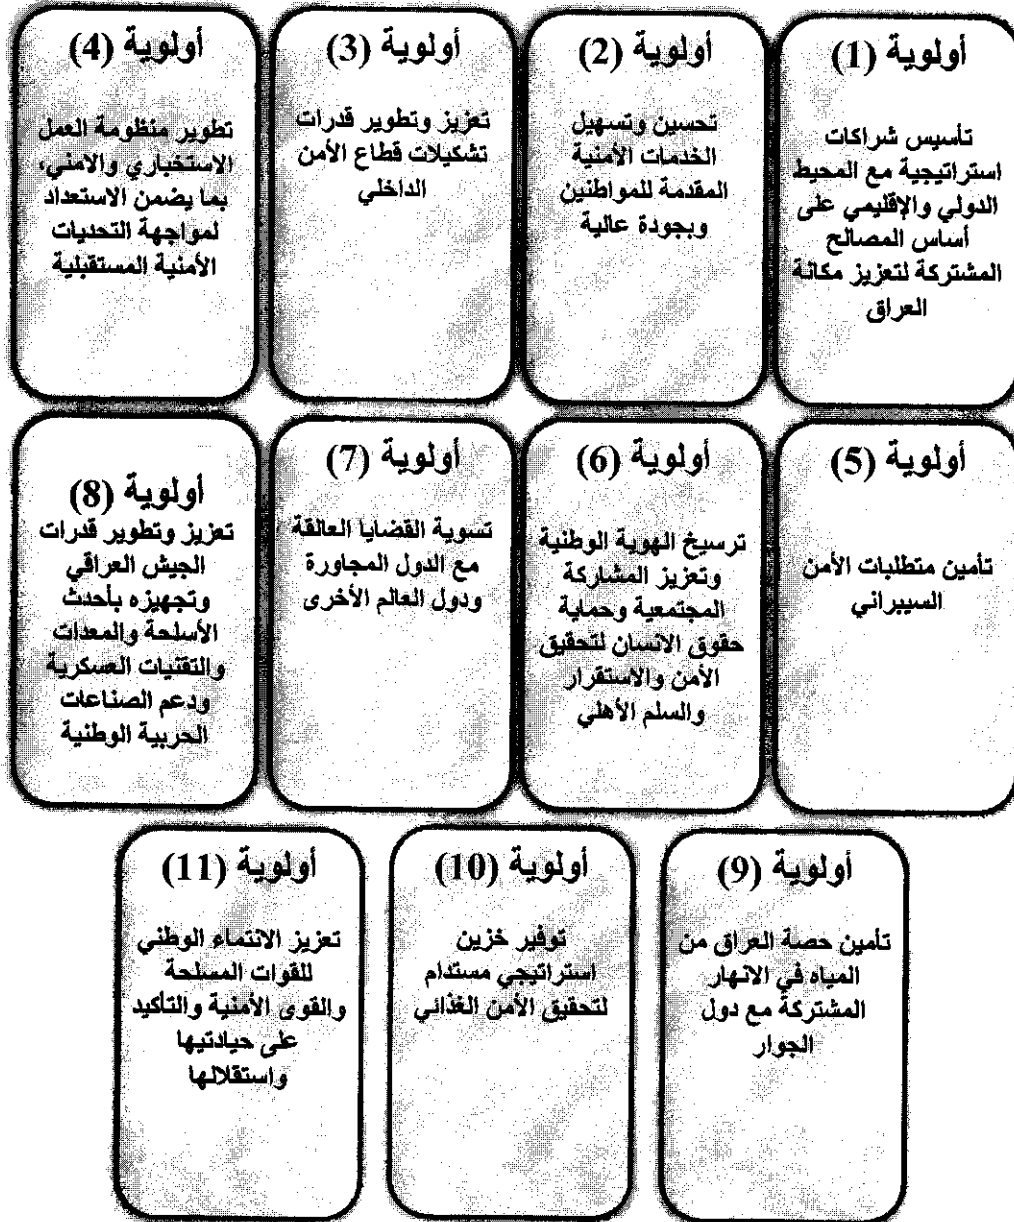 أولوية (1)
تأسيس شراكات
استراتيجية مع المحيط
الدولي والإقليمي على
أساس المصالح
المشتركة لتعزيز مكانة
العراق
أولوية (2)
تحسين وتسهيل
الخدمات الأمنية
المقدمة للمواطنين
وبجودة عالية
أولوية (3)
تعزيز وتطوير قدرات
تشكيلات قطاع الأمن
الداخلي
أولوية (4)
تطوير منظومة العمل
الاستخباري والامني،
بما يضمن الاستعداد
لمواجهة التحديات
الأمنية المستقبلية
أولوية (5)
تأمين متطلبات الأمن
السيبراني
أولوية (6)
ترسيخ الهوية الوطنية
وتعزيز المشاركة
المجتمعية وحماية
حقوق الانسان لتحقيق
الأمن والاستقرار
والسلم الأهلي
أولوية (7)
تسوية القضايا العالقة
مع الدول المجاورة
ودول العالم الأخرى
أولوية (8)
تعزيز وتطوير قدرات
الجيش العراقي
وتجهيزه بأحدث
الأسلحة والمعدات
والتقنيات العسكرية
ودعم الصناعات
الحربية الوطنية
أولوية (9)
تأمين حصة العراق من
المياه في الانهار
المشتركة مع دول
الجوار
أولوية (10)
توفير خزين
استراتيجي مستدام
لتحقيق الأمن الغذائي
أولوية (11)
تعزيز الانتماء الوطني
للقوات المسلحة
والقوى الأمنية والتأكيد
على حيادتيها
واستقلالها